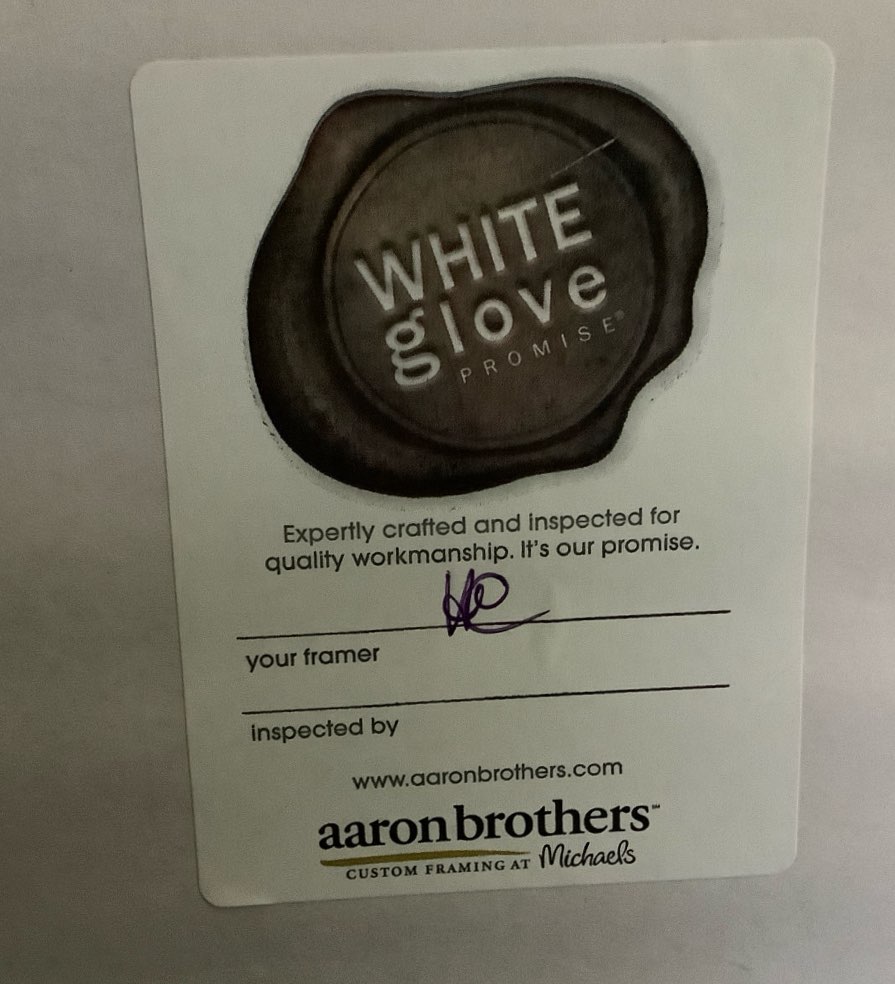 WHITE
glove
PROMISE®
Expertly crafted and inspected for
quality workmanship. It's our promise.
your framer
inspected by
www.aaronbrothers.com
aaronbrothers℠
CUSTOM FRAMING AT Michaels